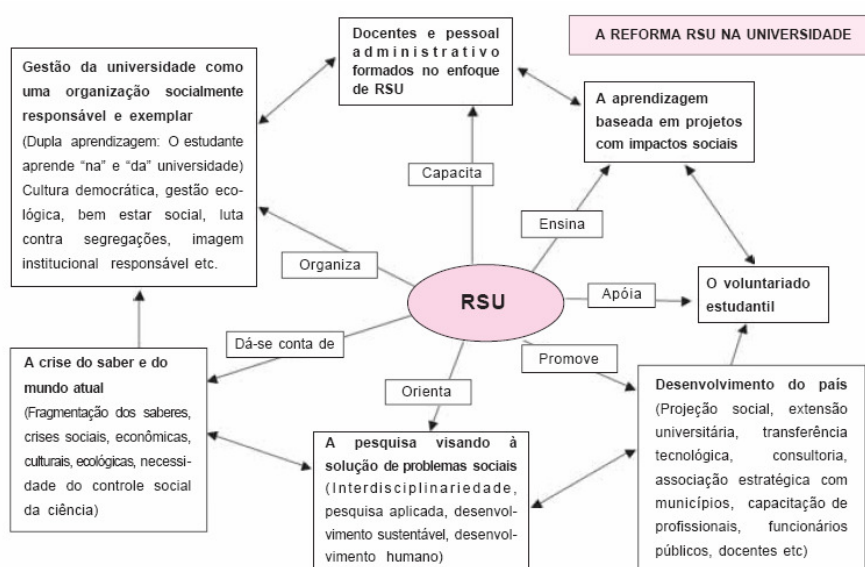 A REFORMA RSU NA UNIVERSIDADE
Docentes e pessoal
administrativo
formados no enfoque
de RSU
Gestão da universidade como
uma organização socialmente
responsável e exemplar
(Dupla aprendizagem: O estudante
aprende “na” e “da” universidade)
Cultura democrática, gestão eco-
lógica, bem estar social, luta
contra segregações, imagem
institucional responsável etc.
A aprendizagem
baseada em projetos
com impactos sociais
Capacita
Ensina
Organiza
RSU
Apóia
O voluntariado
estudantil
Dá-se conta de
Promove
Orienta
A crise do saber e do
mundo atual
(Fragmentação dos saberes,
crises sociais, econômicas,
culturais, ecológicas, necessi-
dade do controle social
da ciência)
A pesquisa visando à
solução de problemas sociais
(Interdisciplinariedade,
pesquisa aplicada, desenvol-
vimento sustentável, desenvol-
vimento humano)
Desenvolvimento do país
(Projeção social, extensão
universitária, transferência
tecnológica, consultoria,
associação estratégica com
municípios, capacitação de
profissionais, funcionários
públicos, docentes etc)